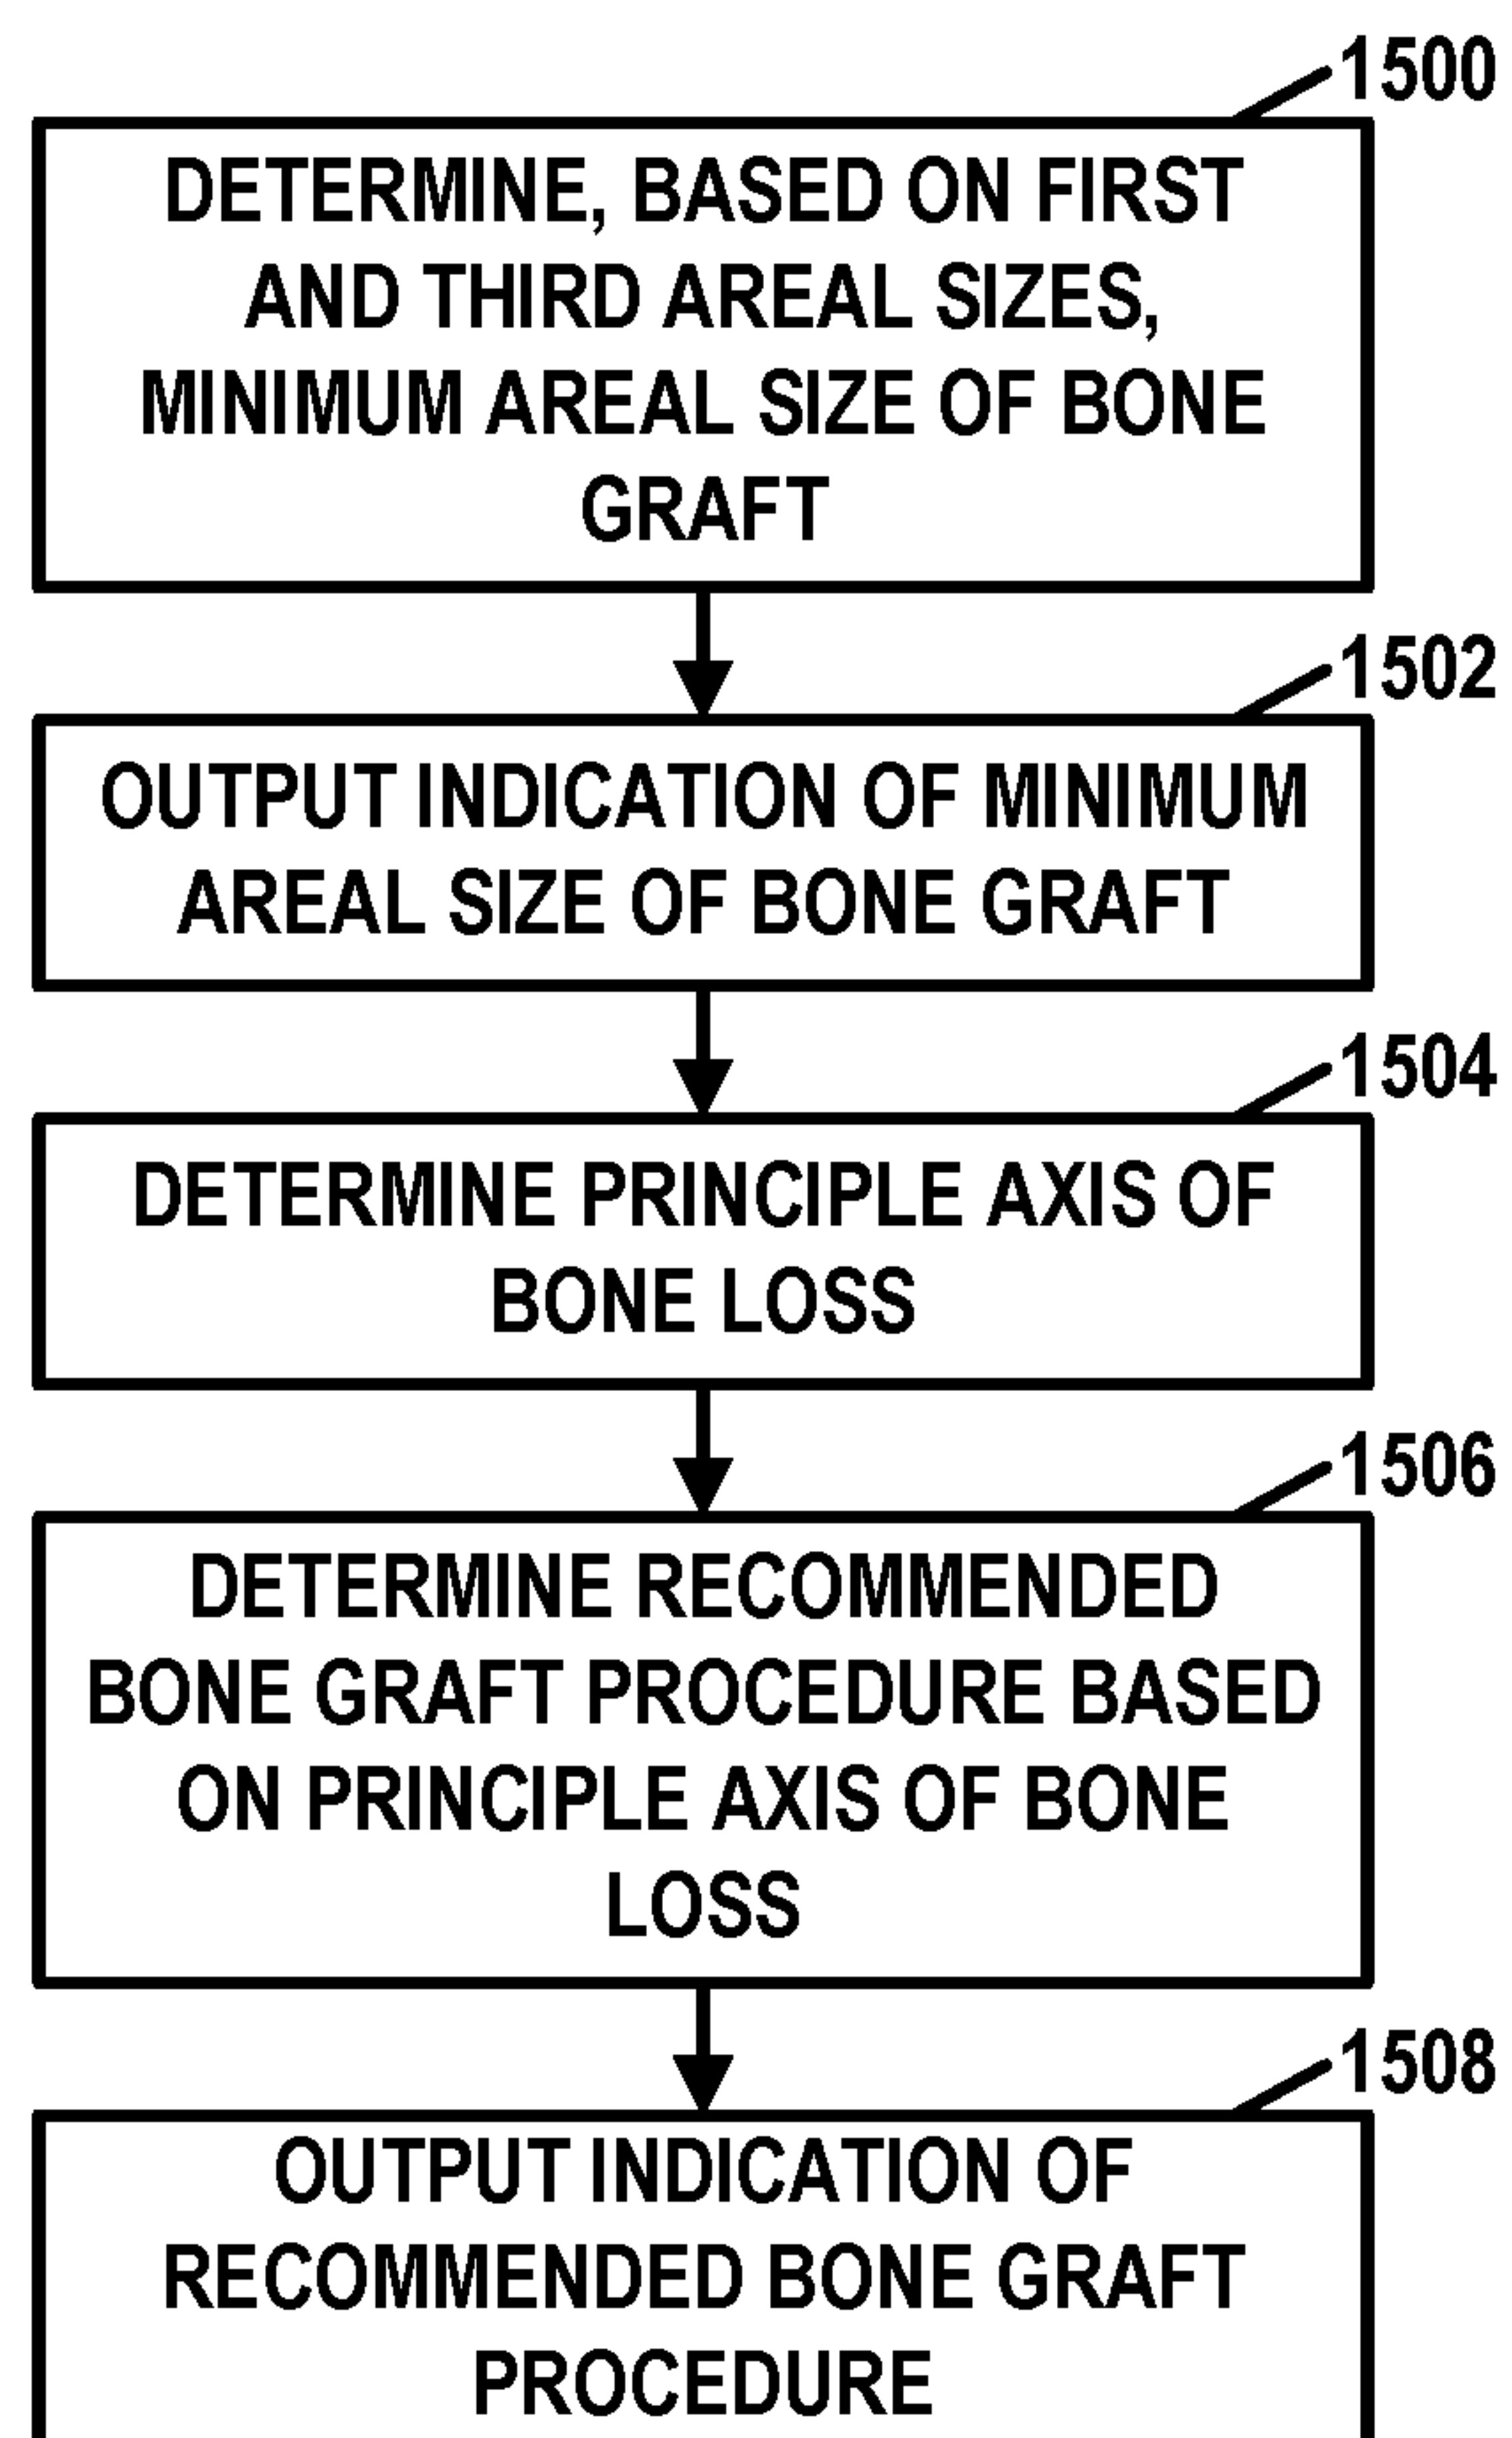 1500
DETERMINE, BASED ON FIRST
AND THIRD AREAL SIZES,
MINIMUM AREAL SIZE OF BONE
GRAFT
1502
OUTPUT INDICATION OF MINIMUM
AREAL SIZE OF BONE GRAFT
1504
DETERMINE PRINCIPLE AXIS OF
BONE LOSS
1506
DETERMINE RECOMMENDED
BONE GRAFT PROCEDURE BASED
ON PRINCIPLE AXIS OF BONE
LOSS
1508
OUTPUT INDICATION OF
RECOMMENDED BONE GRAFT
PROCEDURE